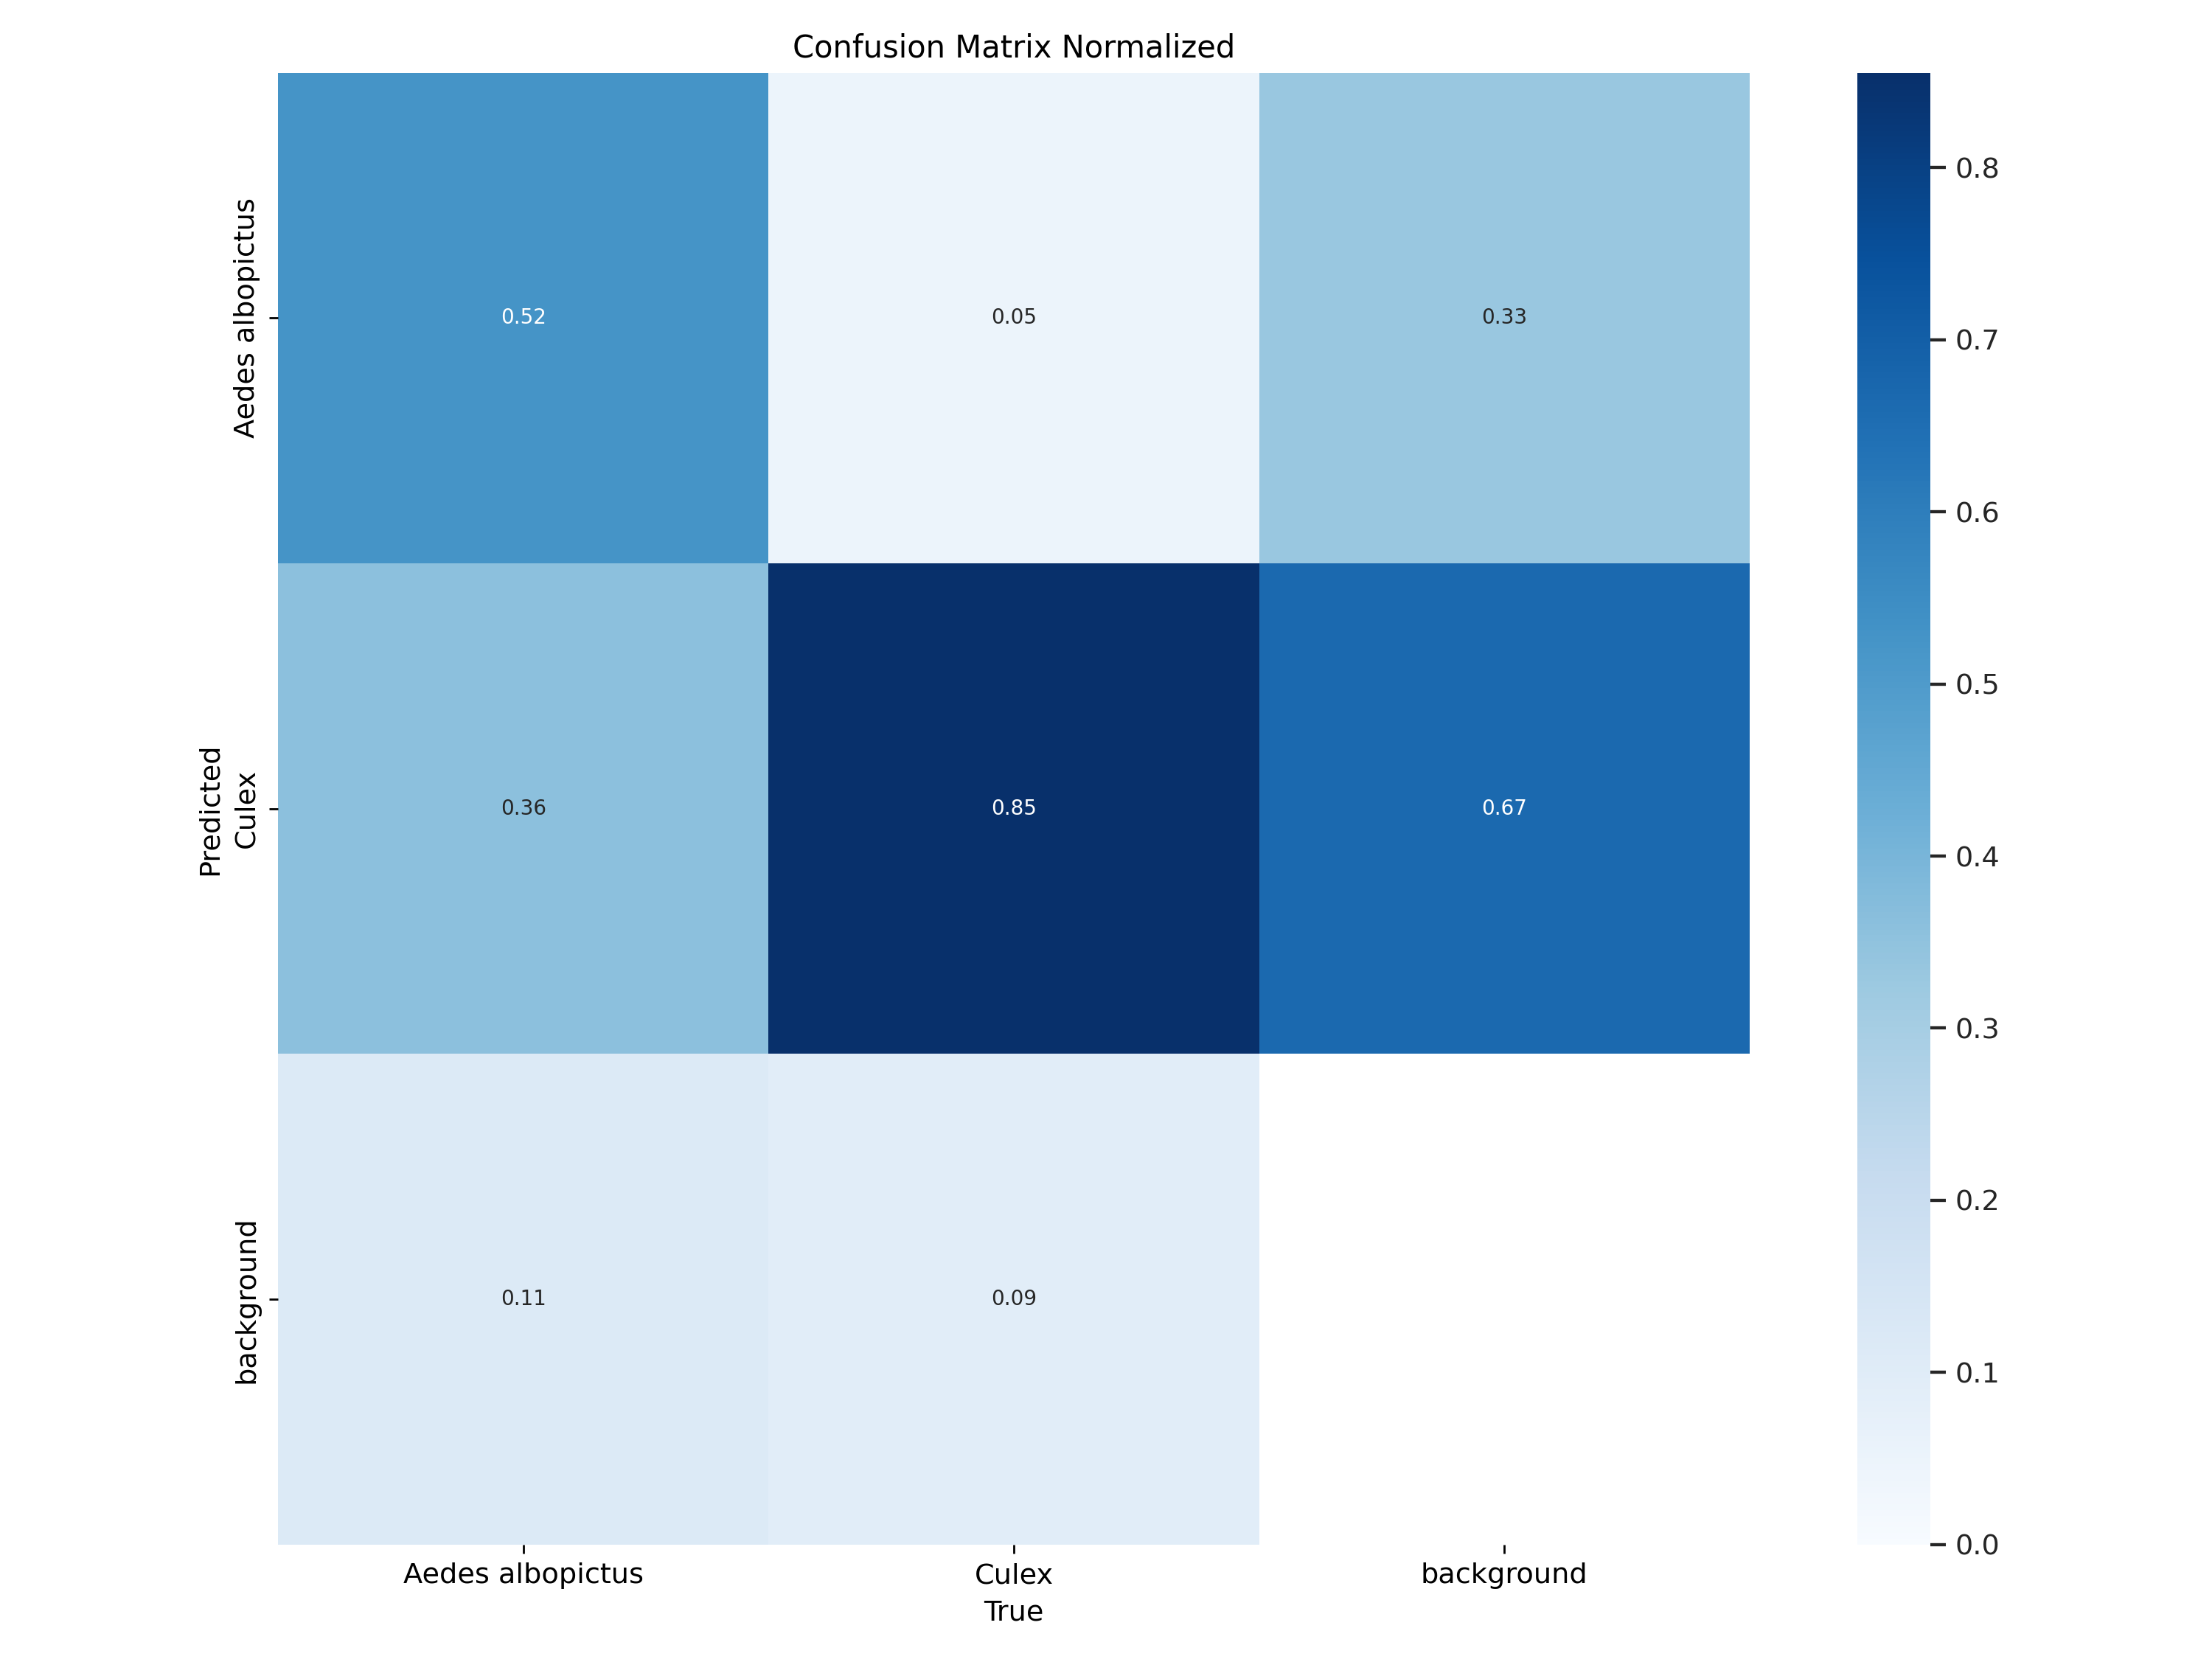 Confusion Matrix Normalized
Aedes albopictus
0.52
0.05
0.33
Predicted
Culex
0.36
0.85
0.67
background
0.11
0.09
Aedes albopictus
Culex
background
True
0.8
0.7
0.6
0.5
0.4
0.3
0.2
0.1
0.0